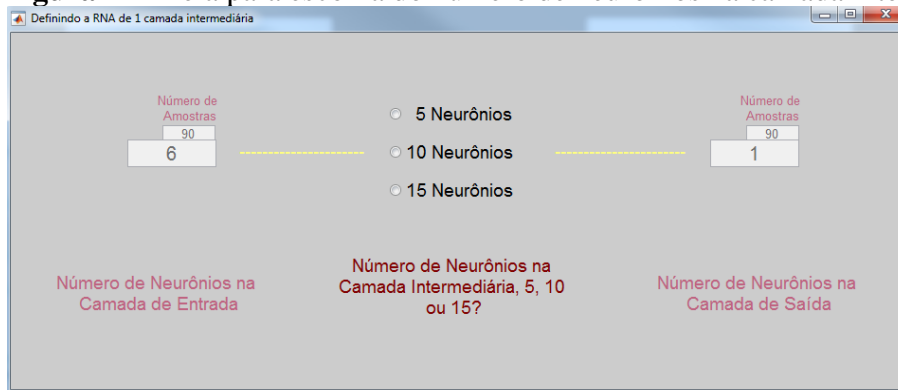 Definindo a RNA de 1 camada intermediária
Número de
Amostras
90
6
5 Neurônios
10 Neurônios
15 Neurônios
Número de
Amostras
90
1
Número de Neurônios na
Camada de Entrada
Número de Neurônios na
Camada Intermediária, 5, 10
ou 15?
Número de Neurônios na
Camada de Saída